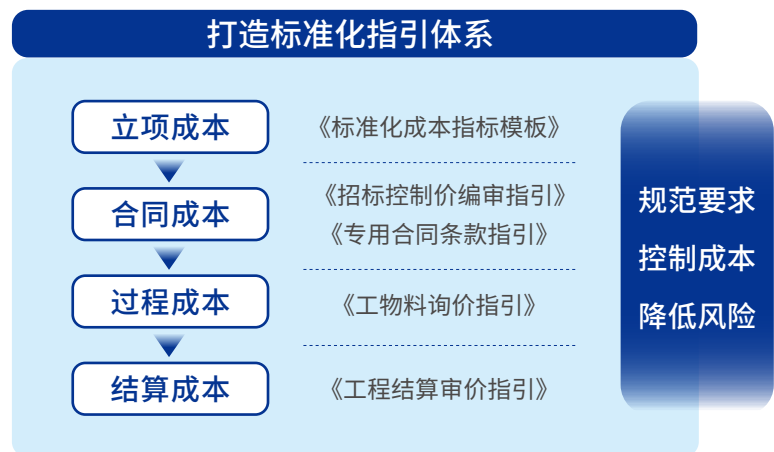 打造标准化指引体系
立项成本
《标准化成本指标模板》
合同成本
《招标控制价编审指引》
《专用合同条款指引》
过程成本
《工物料询价指引》
结算成本
《工程结算审价指引》
规范要求
控制成本
降低风险